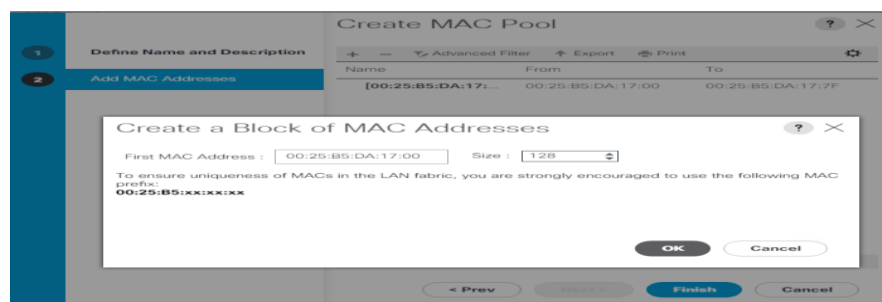 Create MAC Pool
? ×
1 Define Name and Description
2 Add MAC Addresses
+ — Advanced Filter Export Print
Name From To
[00:25:B5:DA:17:... 00:25:B5:DA:17:00 00:25:B5:DA:17:7F
Create a Block of MAC Addresses
? ×
First MAC Address : 00:25:B5:DA:17:00 Size : 128
To ensure uniqueness of MACs in the LAN fabric, you are strongly encouraged to use the following MAC
prefix:
00:25:B5:xx:xx:xx
OK Cancel
< Prev Next > Finish Cancel